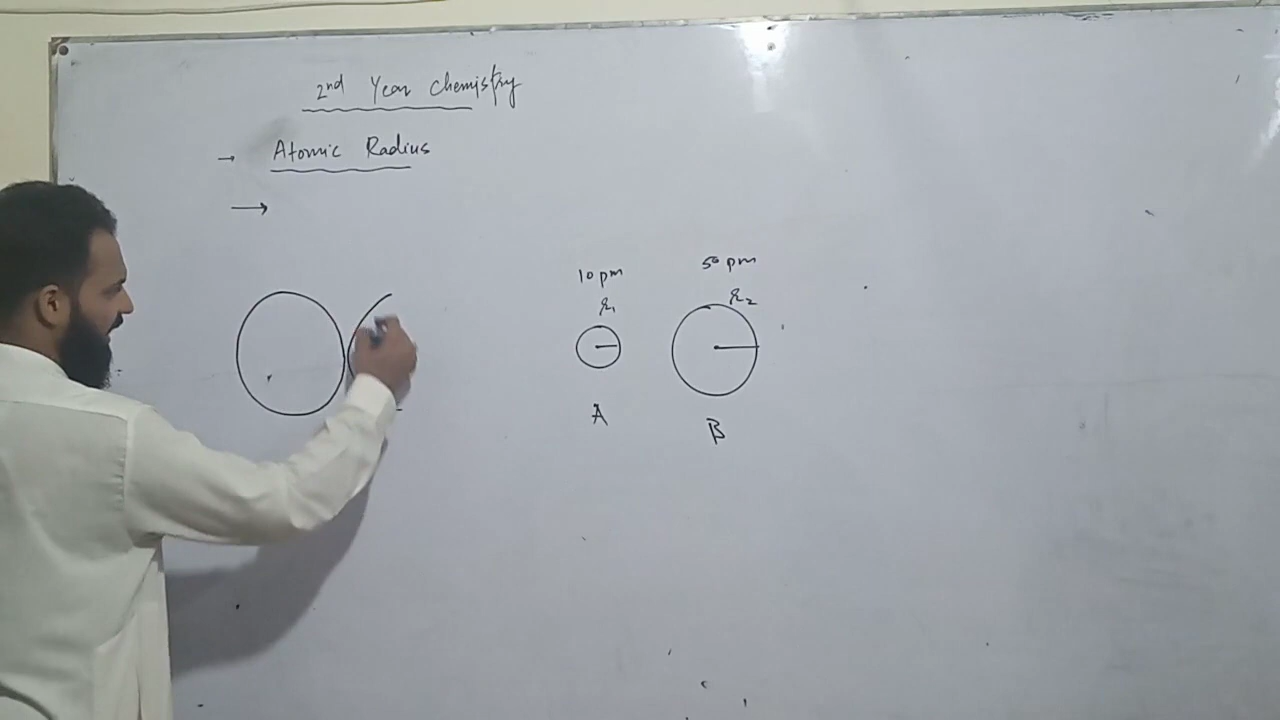 2nd Year Chemistry
→ Atomic Radius
→
10 pm 50 pm
r₁ r₂
A B